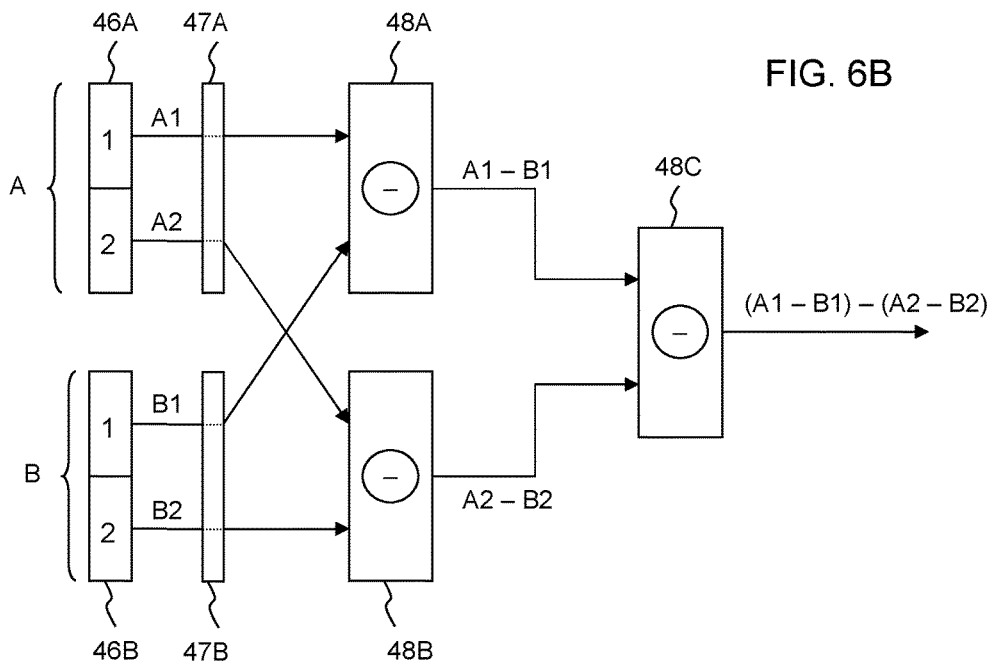 46A
47A
48A
FIG. 6B
A
1
A1
2
A2
–
A1 – B1
48C
–
(A1 – B1) – (A2 – B2)
B
1
B1
2
B2
–
A2 – B2
46B
47B
48B